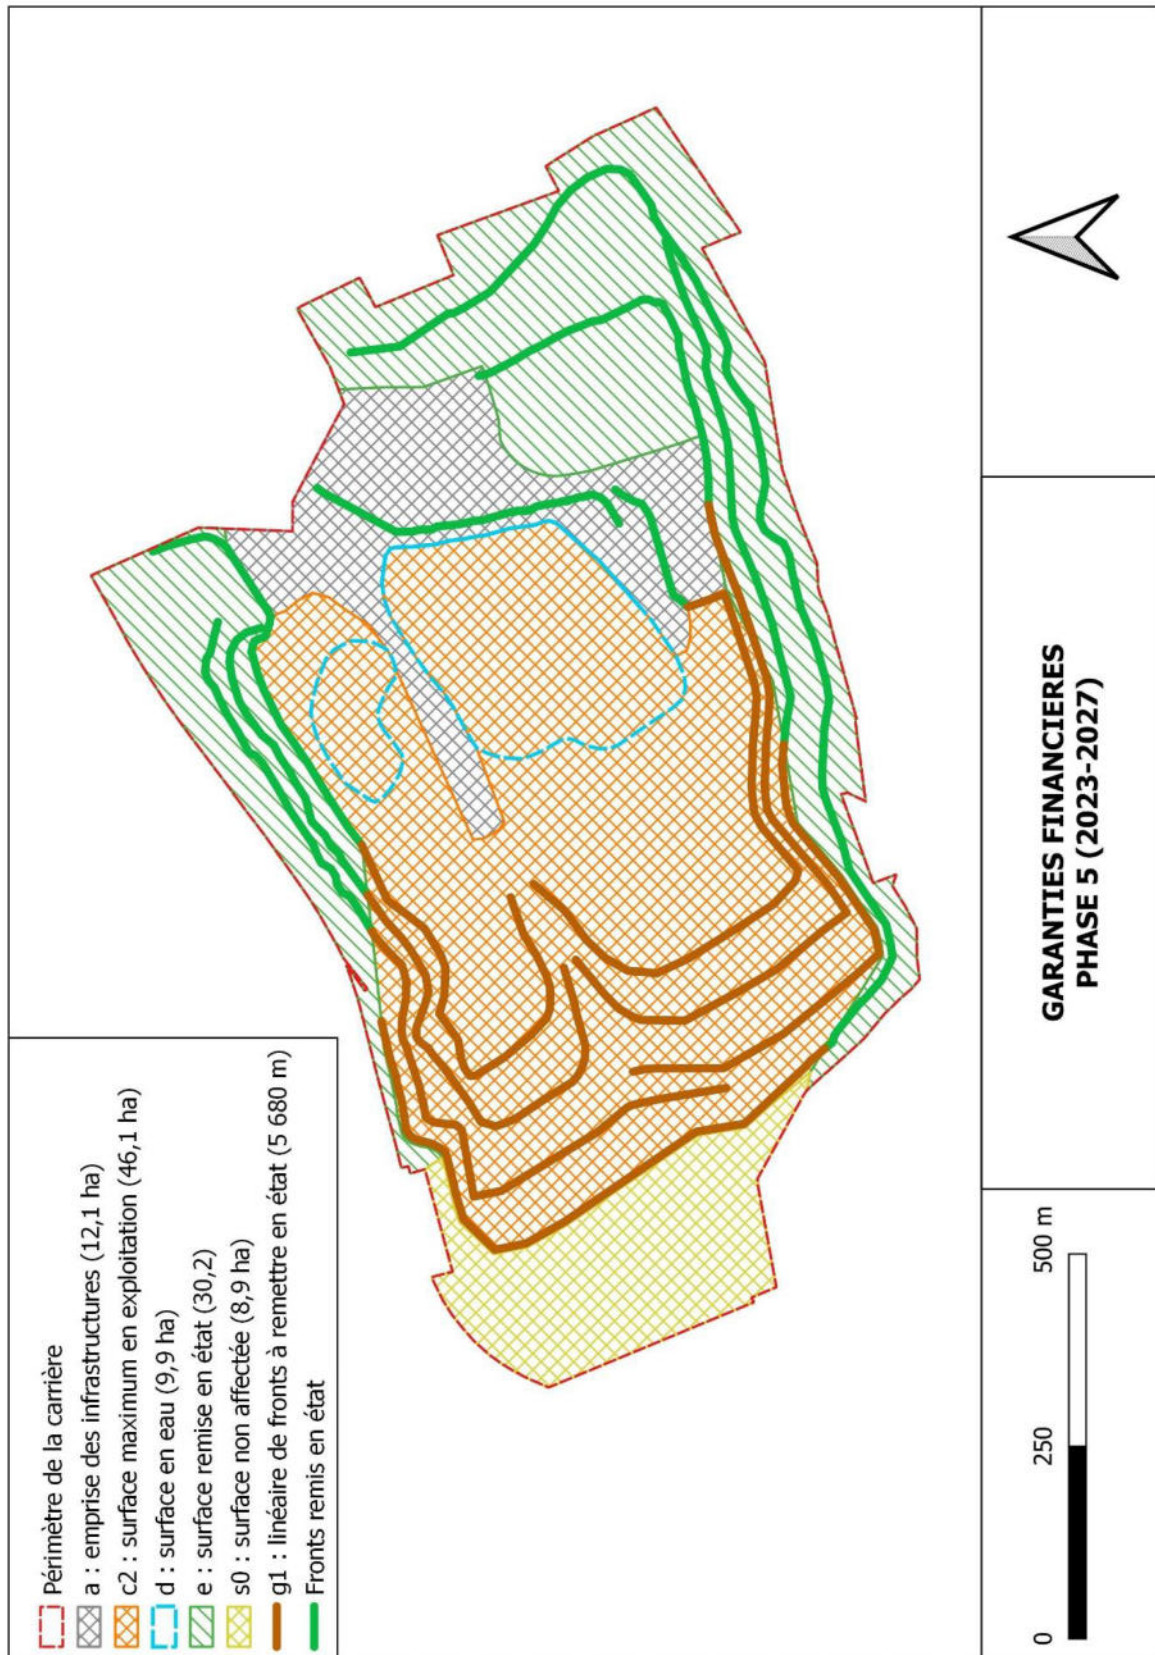 Périmètre de la carrière
a : emprise des infrastructures (12,1 ha)
c2 : surface maximum en exploitation (46,1 ha)
d : surface en eau (9,9 ha)
e : surface remise en état (30,2)
s0 : surface non affectée (8,9 ha)
g1 : linéaire de fronts à remettre en état (5 680 m)
Fronts remis en état
0 250 500 m
GARANTIES FINANCIERES
PHASE 5 (2023-2027)